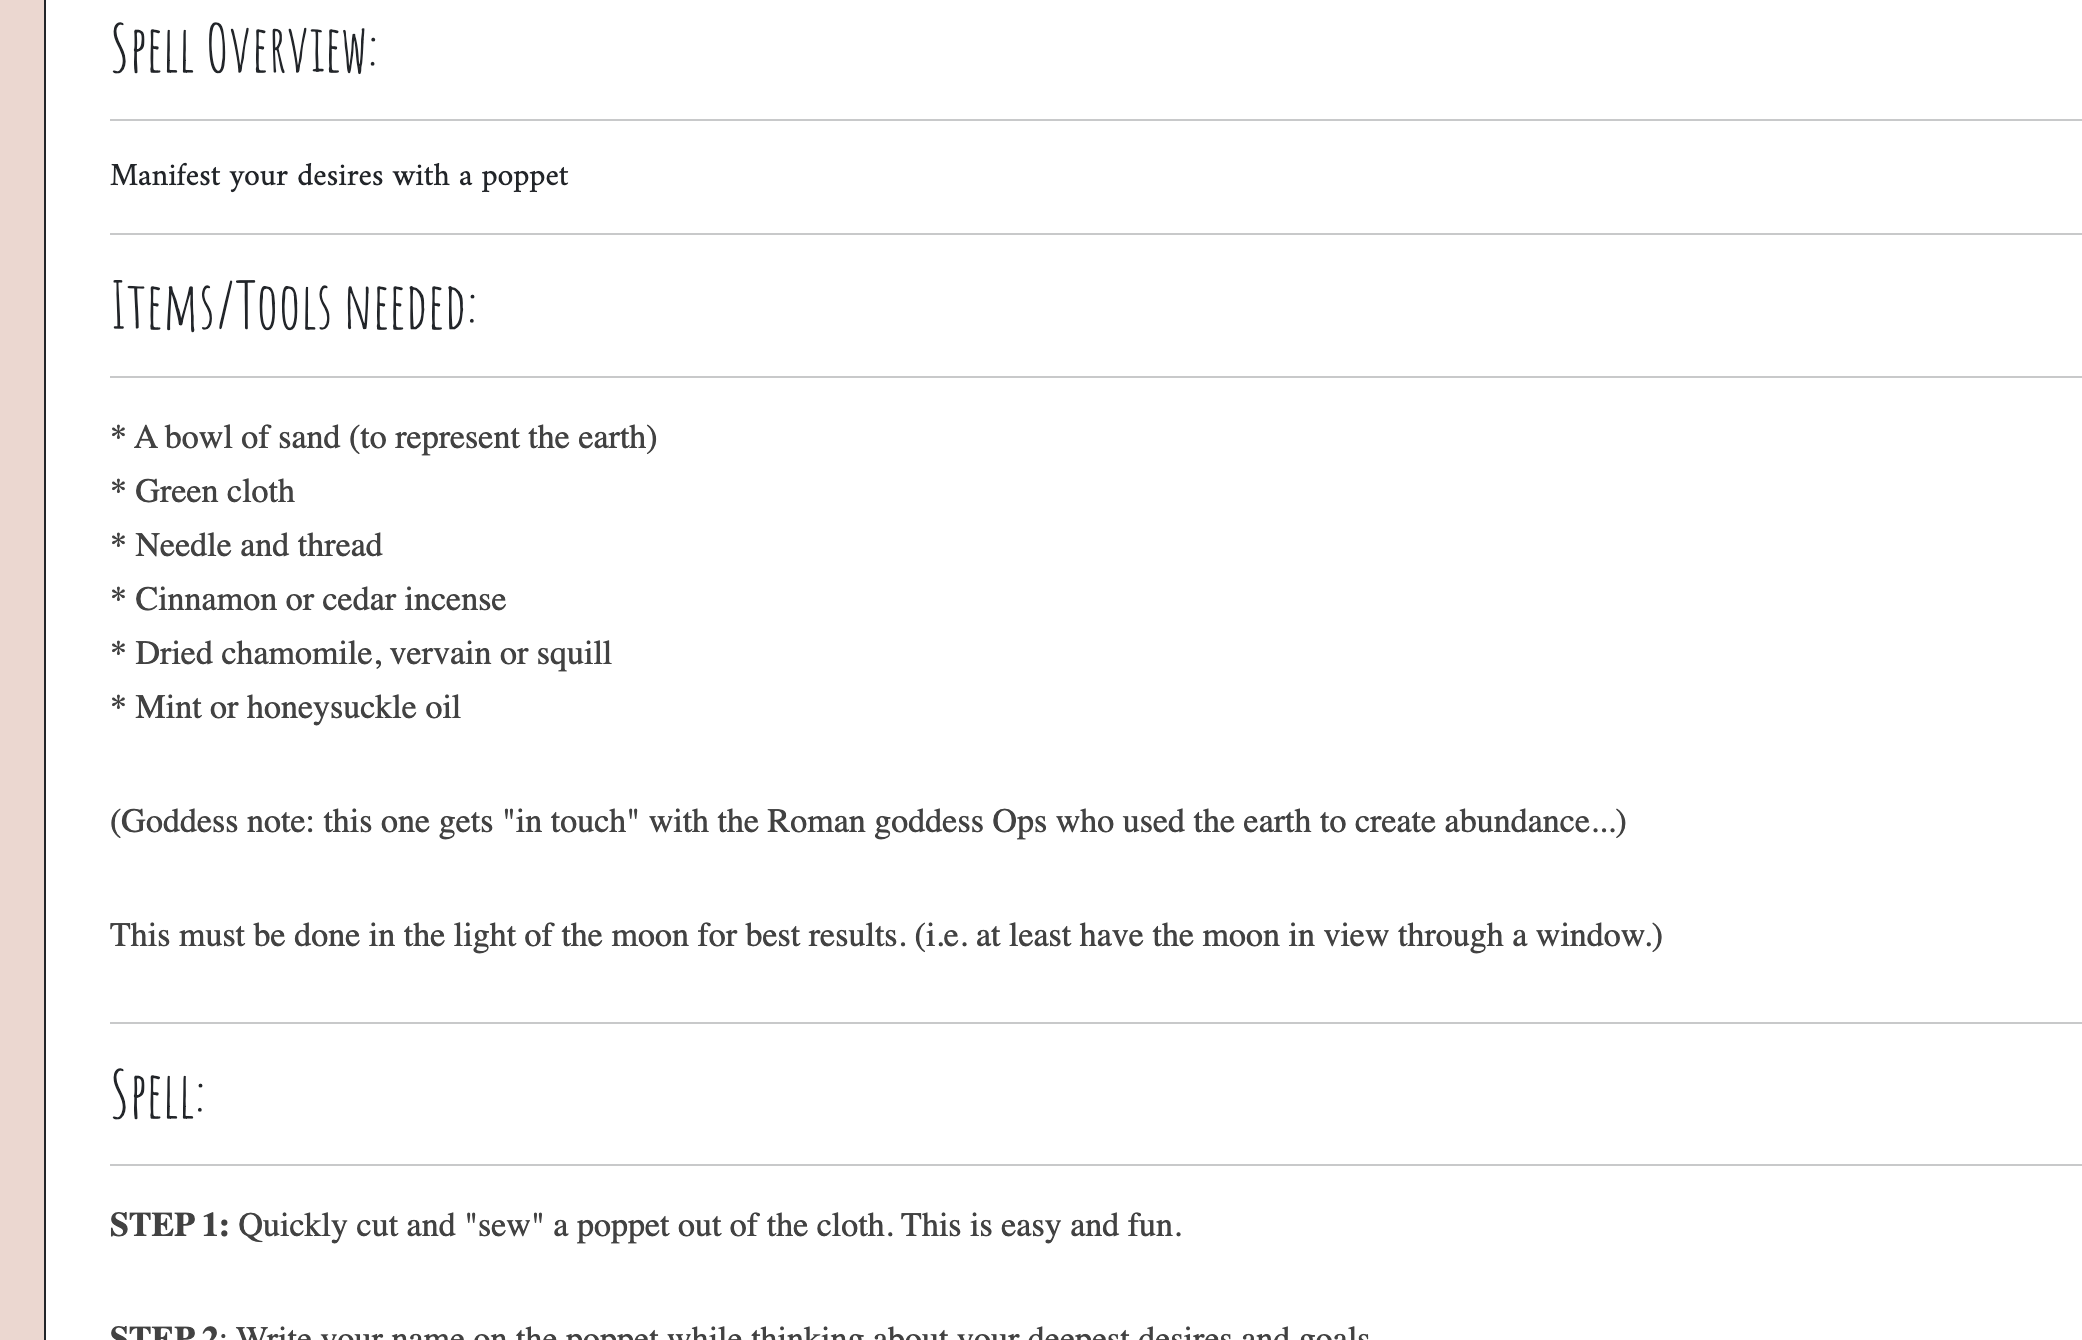 Spell Overview:
Manifest your desires with a poppet
Items/Tools needed:
* A bowl of sand (to represent the earth)
* Green cloth
* Needle and thread
* Cinnamon or cedar incense
* Dried chamomile, vervain or squill
* Mint or honeysuckle oil
(Goddess note: this one gets "in touch" with the Roman goddess Ops who used the earth to create abundance...)
This must be done in the light of the moon for best results. (i.e. at least have the moon in view through a window.)
Spell:
STEP 1: Quickly cut and "sew" a poppet out of the cloth. This is easy and fun.
STEP 2: Write your name on the poppet while thinking about your deepest desires and goals